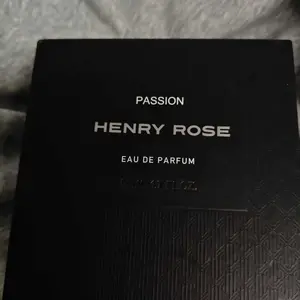 PASSION
HENRY ROSE
EAU DE PARFUM